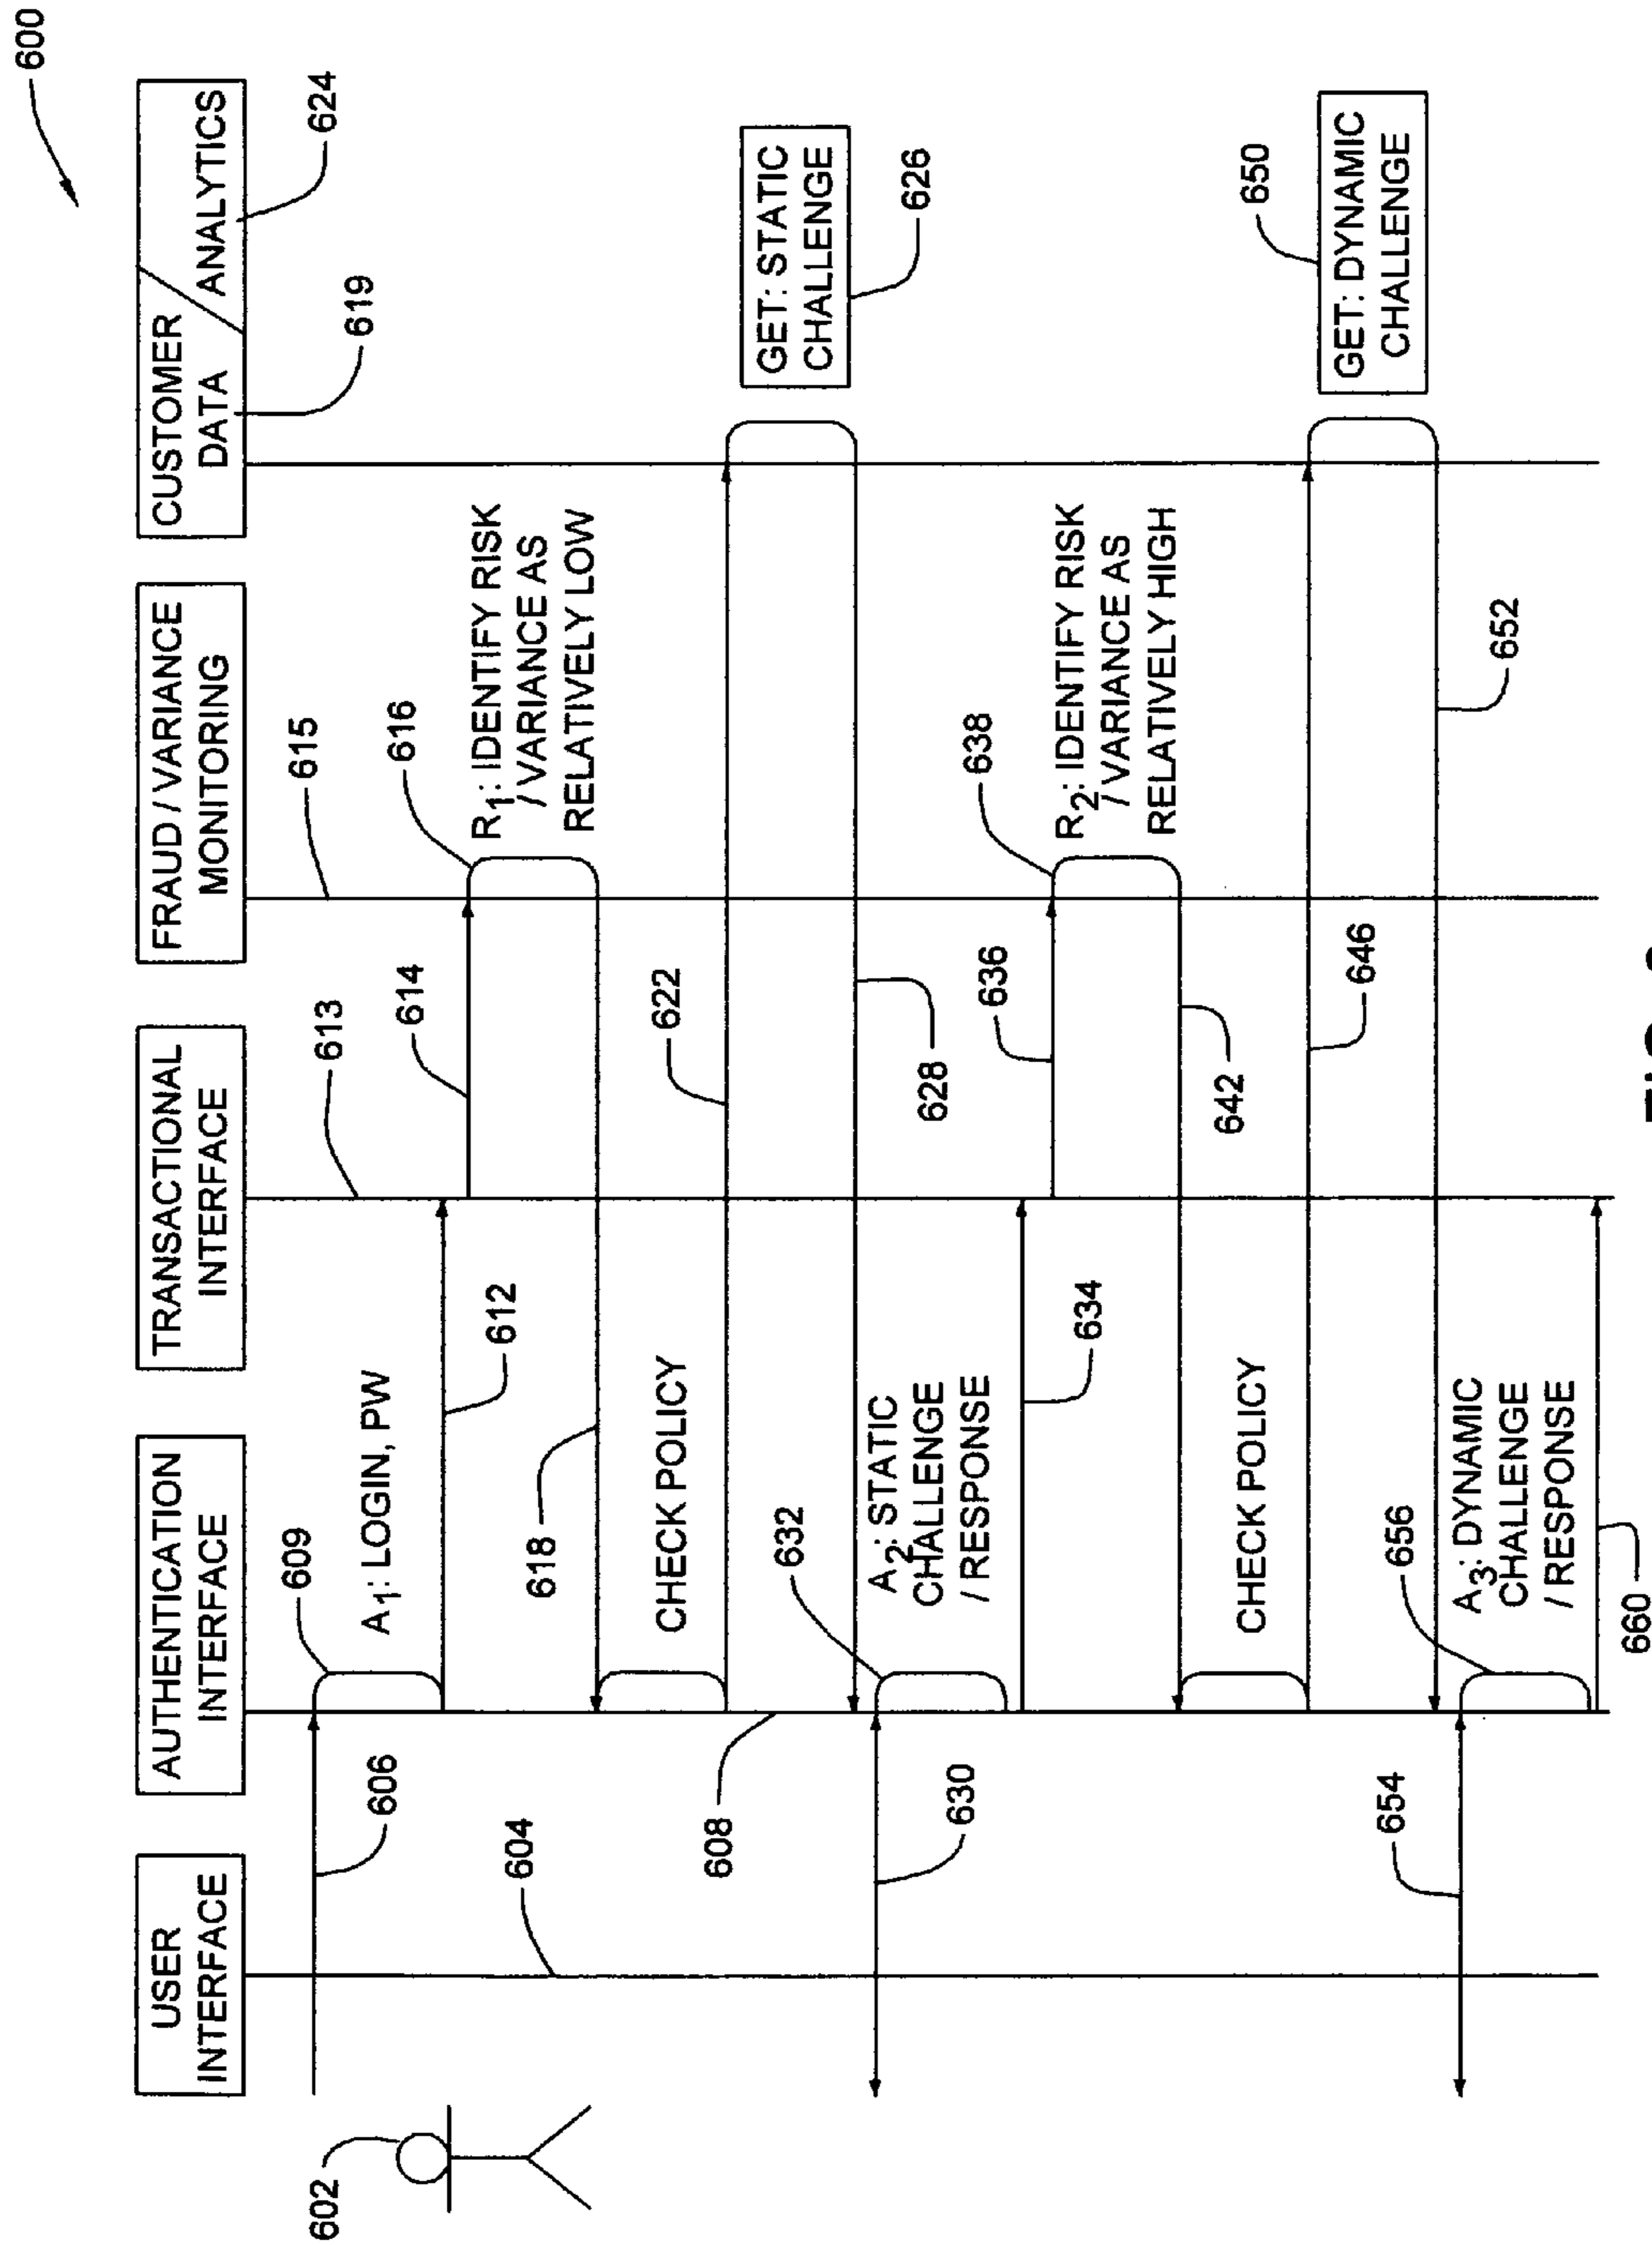 600
USER
INTERFACE
AUTHENTICATION
INTERFACE
TRANSACTIONAL
INTERFACE
FRAUD / VARIANCE
MONITORING
CUSTOMER
DATA
ANALYTICS
619
624
602
606
609
A1: LOGIN, PW
613
615
604
612
614
616
R1: IDENTIFY RISK
/ VARIANCE AS
RELATIVELY LOW
618
CHECK POLICY
608
622
GET: STATIC
CHALLENGE
626
628
630
632
A2: STATIC
CHALLENGE
/ RESPONSE
634
636
638
R2: IDENTIFY RISK
/ VARIANCE AS
RELATIVELY HIGH
642
CHECK POLICY
646
650
GET: DYNAMIC
CHALLENGE
652
654
656
A3: DYNAMIC
CHALLENGE
/ RESPONSE
660